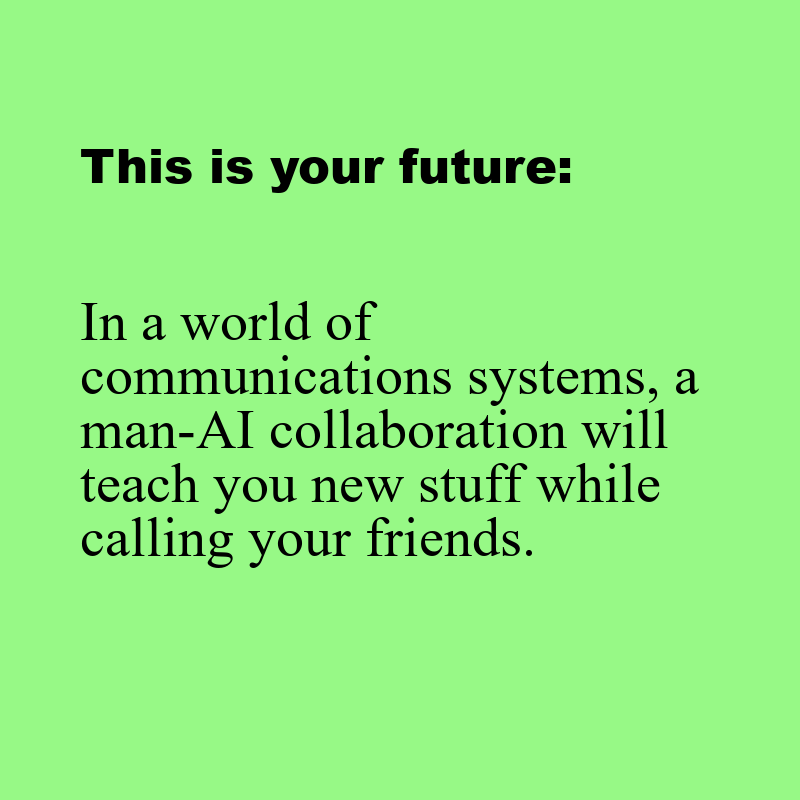 This is your future:
In a world of
communications systems, a
man-AI collaboration will
teach you new stuff while
calling your friends.